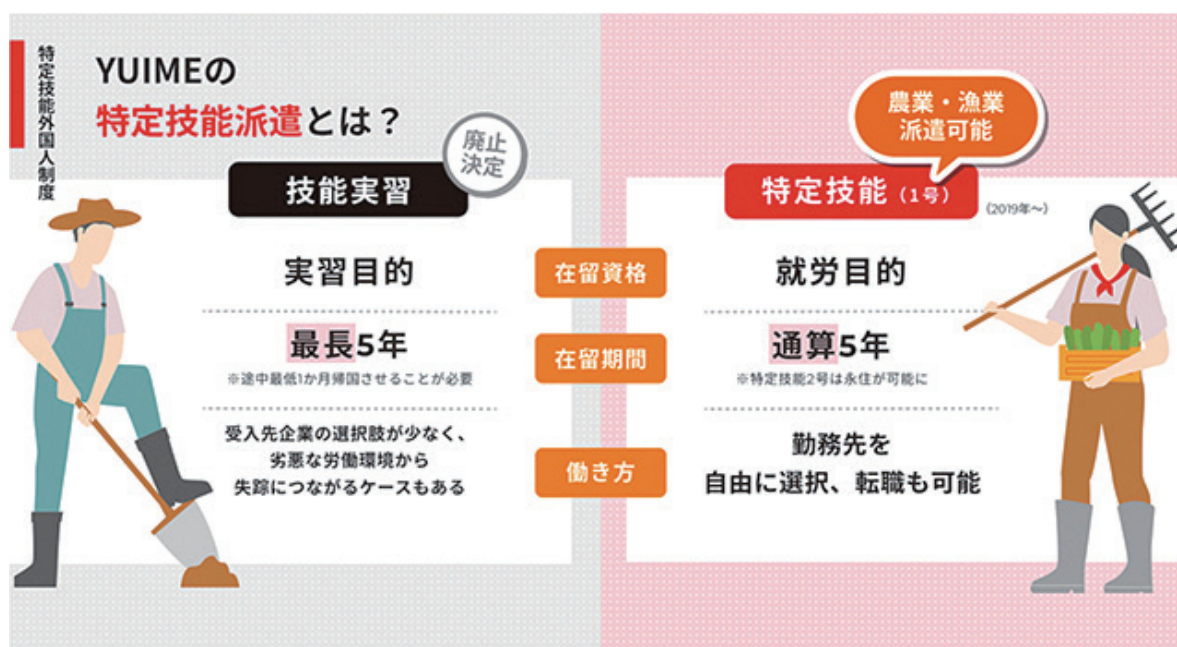 特定技能外国人制度
YUIMEの
特定技能派遣とは？
廃止
決定
技能実習
農業・漁業
派遣可能
特定技能（1号）
（2019年〜）
実習目的
在留資格
就労目的
最長5年
※途中最低1か月帰国させることが必要
在留期間
通算5年
※特定技能2号は永住が可能に
受入先企業の選択肢が少なく、
劣悪な労働環境から
失踪につながるケースもある
働き方
勤務先を
自由に選択、転職も可能